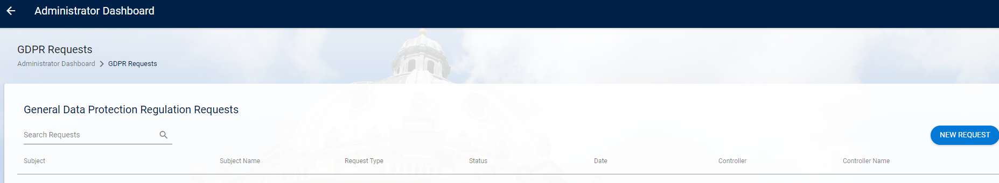 Administrator Dashboard
GDPR Requests
Administrator Dashboard > GDPR Requests
General Data Protection Regulation Requests
Search Requests
NEW REQUEST
Subject Subject Name Request Type Status Date Controller Controller Name